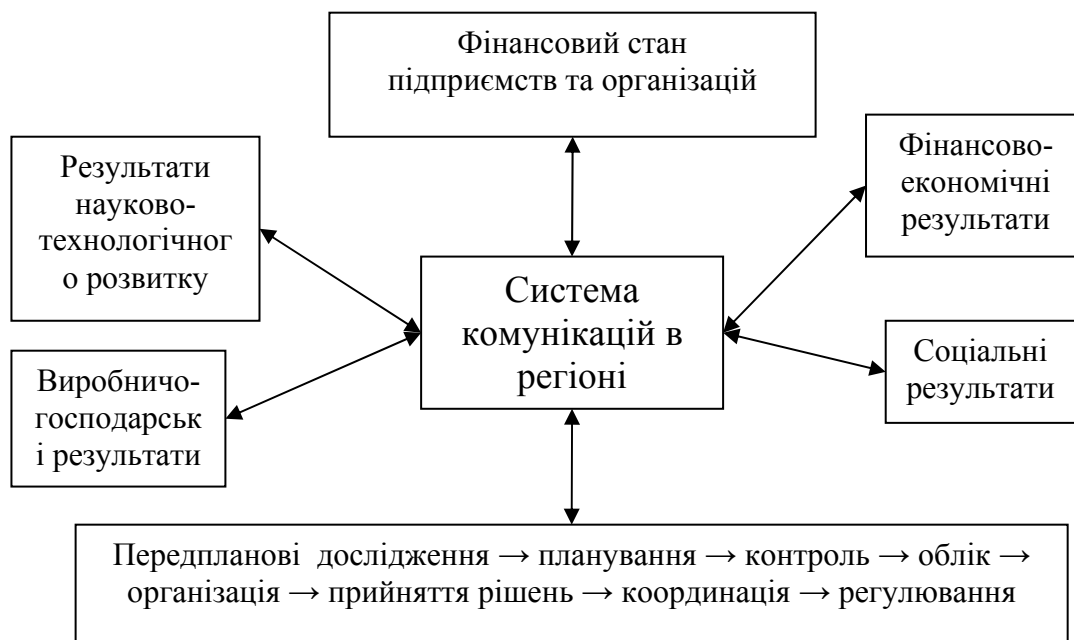 Фінансовий стан
підприємств та організацій
Результати
науково-
технологічног
о розвитку
Фінансово-
економічні
результати
Система
комунікацій в
регіоні
Виробничо-
господарськ
і результати
Соціальні
результати
Передпланові дослідження → планування → контроль → облік →
організація → прийняття рішень → координація → регулювання